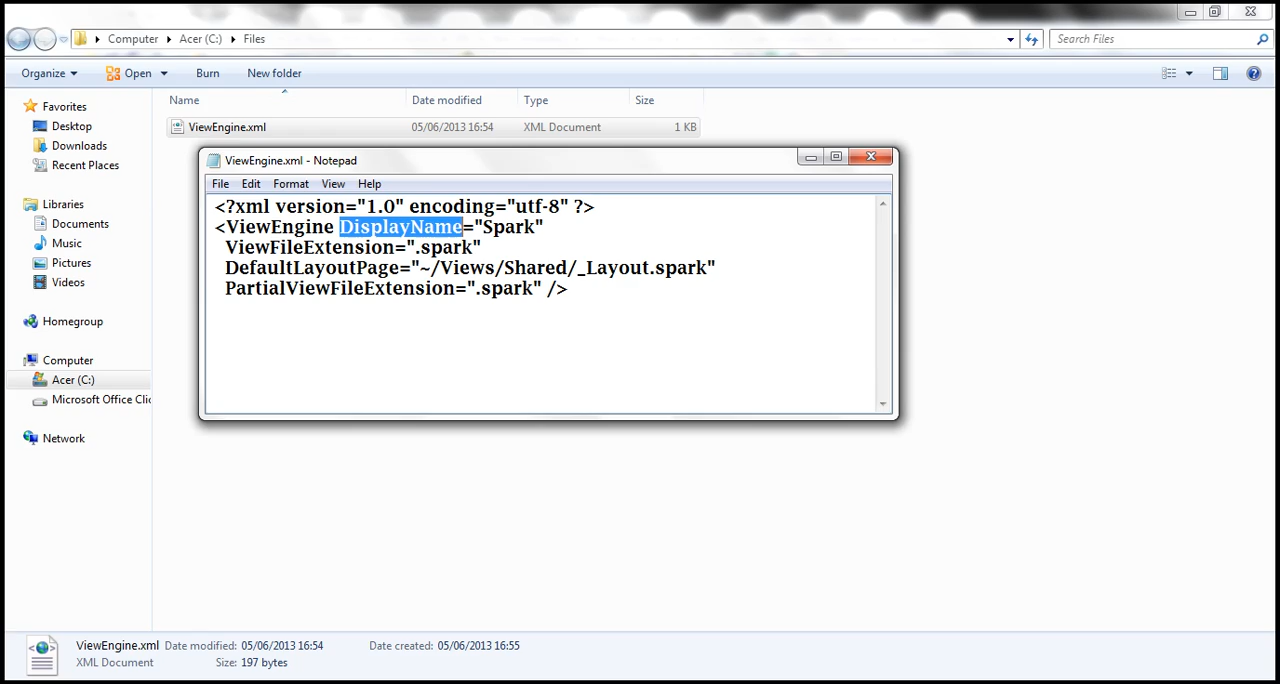 Computer ▸ Acer (C:) ▸ Files
Search Files
Organize Open Burn New folder
Name Date modified Type Size
ViewEngine.xml 05/06/2013 16:54 XML Document 1 KB
Favorites
Desktop
Downloads
Recent Places
Libraries
Documents
Music
Pictures
Videos
Homegroup
Computer
Acer (C:)
Microsoft Office Clic
Network
ViewEngine.xml - Notepad
File Edit Format View Help
<?xml version="1.0" encoding="utf-8" ?>
<ViewEngine DisplayName="Spark"
ViewFileExtension=".spark"
DefaultLayoutPage="~/Views/Shared/_Layout.spark"
PartialViewFileExtension=".spark" />
ViewEngine.xml Date modified: 05/06/2013 16:54 Date created: 05/06/2013 16:55
XML Document Size: 197 bytes